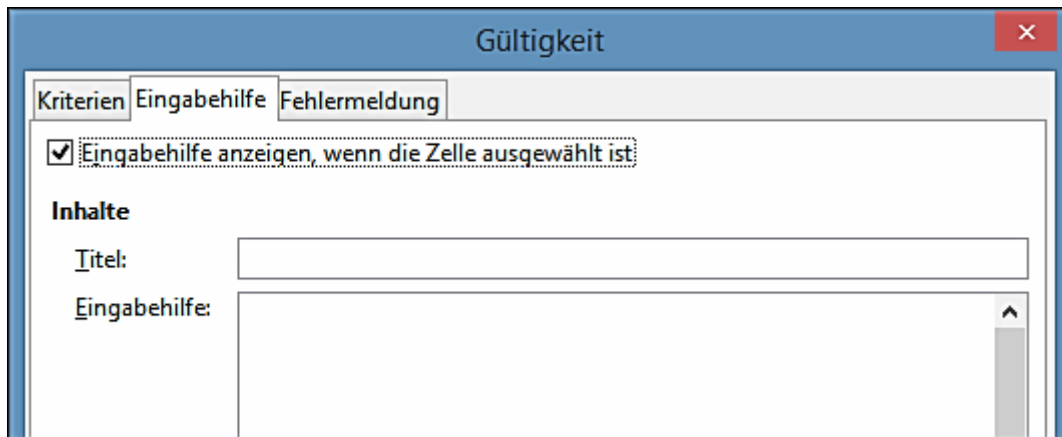 Gültigkeit
Kriterien Eingabehilfe Fehlermeldung
Eingabehilfe anzeigen, wenn die Zelle ausgewählt ist
Inhalte
Titel:
Eingabehilfe: